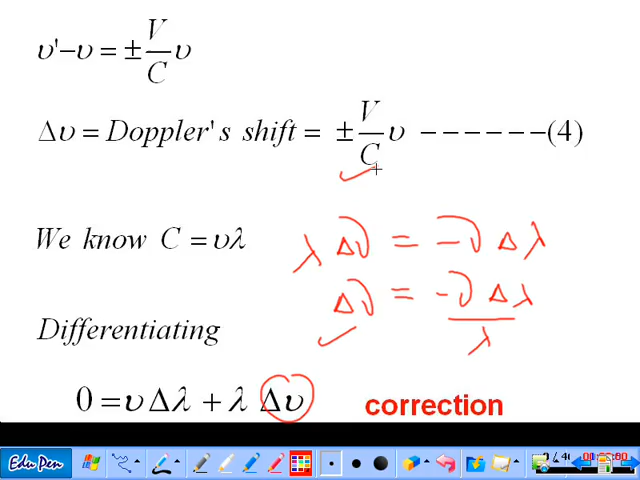 υ'−υ = ± V/C υ
Δυ = Doppler's shift = ± V/C υ − − − − − −(4)
We know C = υλ
λ Δυ = −υ Δλ
Δυ = −υ Δλ / λ
Differentiating
0 = υ Δλ + λ Δυ
correction
Edu Pen